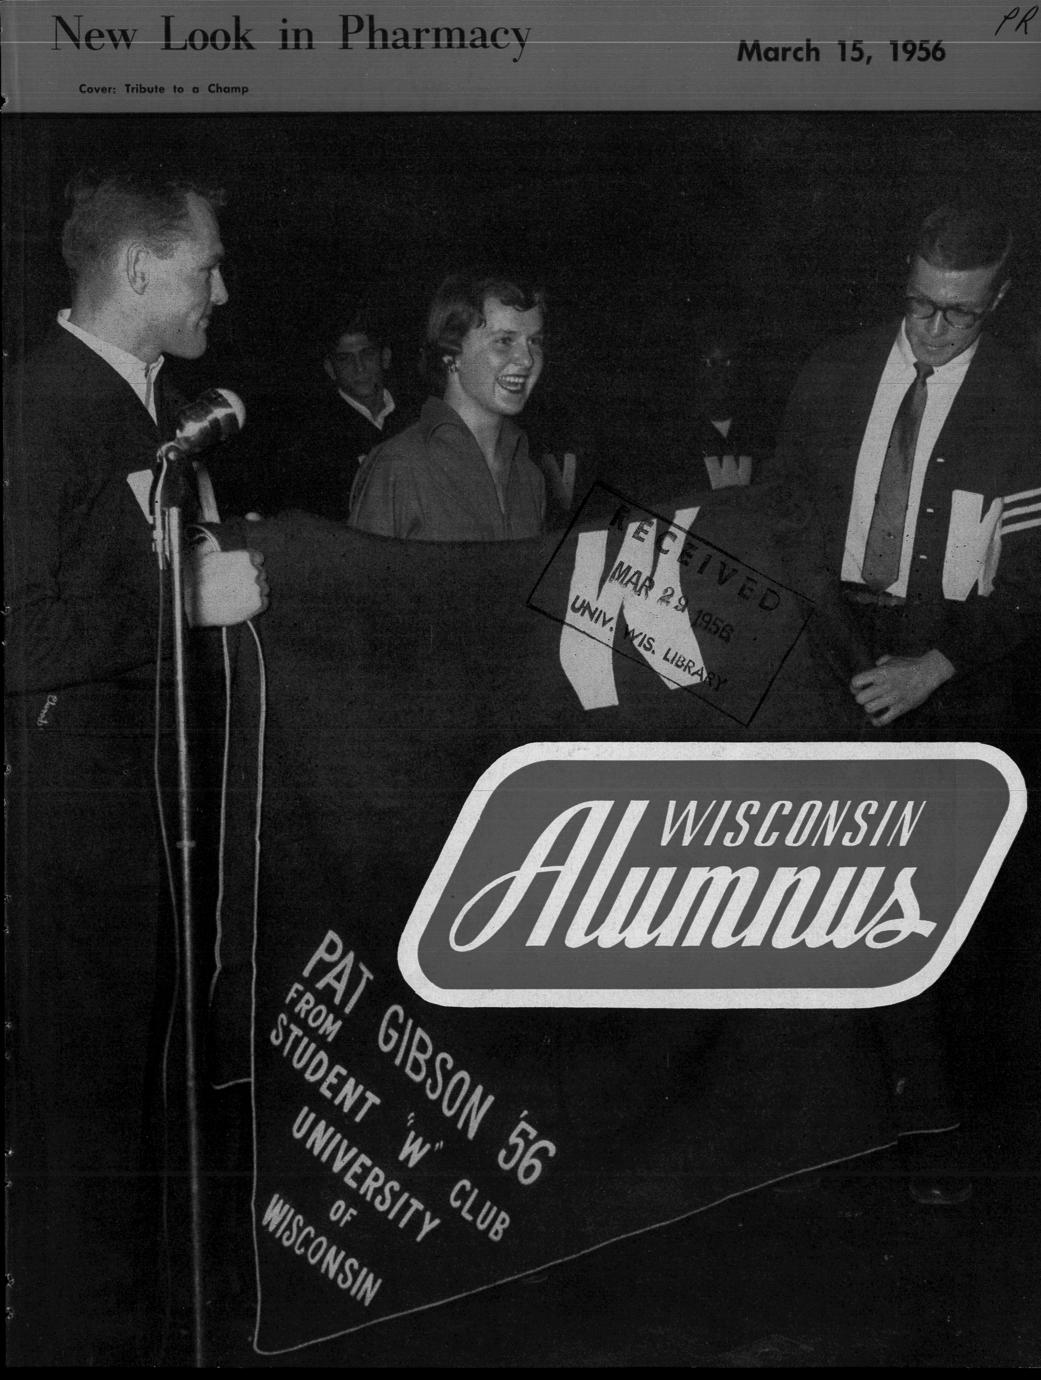 New Look in Pharmacy
March 15, 1956
PR
Cover: Tribute to a Champ
W
W
RECEIVED
MAR 29 1956
UNIV. WIS. LIBRARY
WISCONSIN
Alumnus
PAT GIBSON '56
FROM
STUDENT "W" CLUB
UNIVERSITY
OF
WISCONSIN